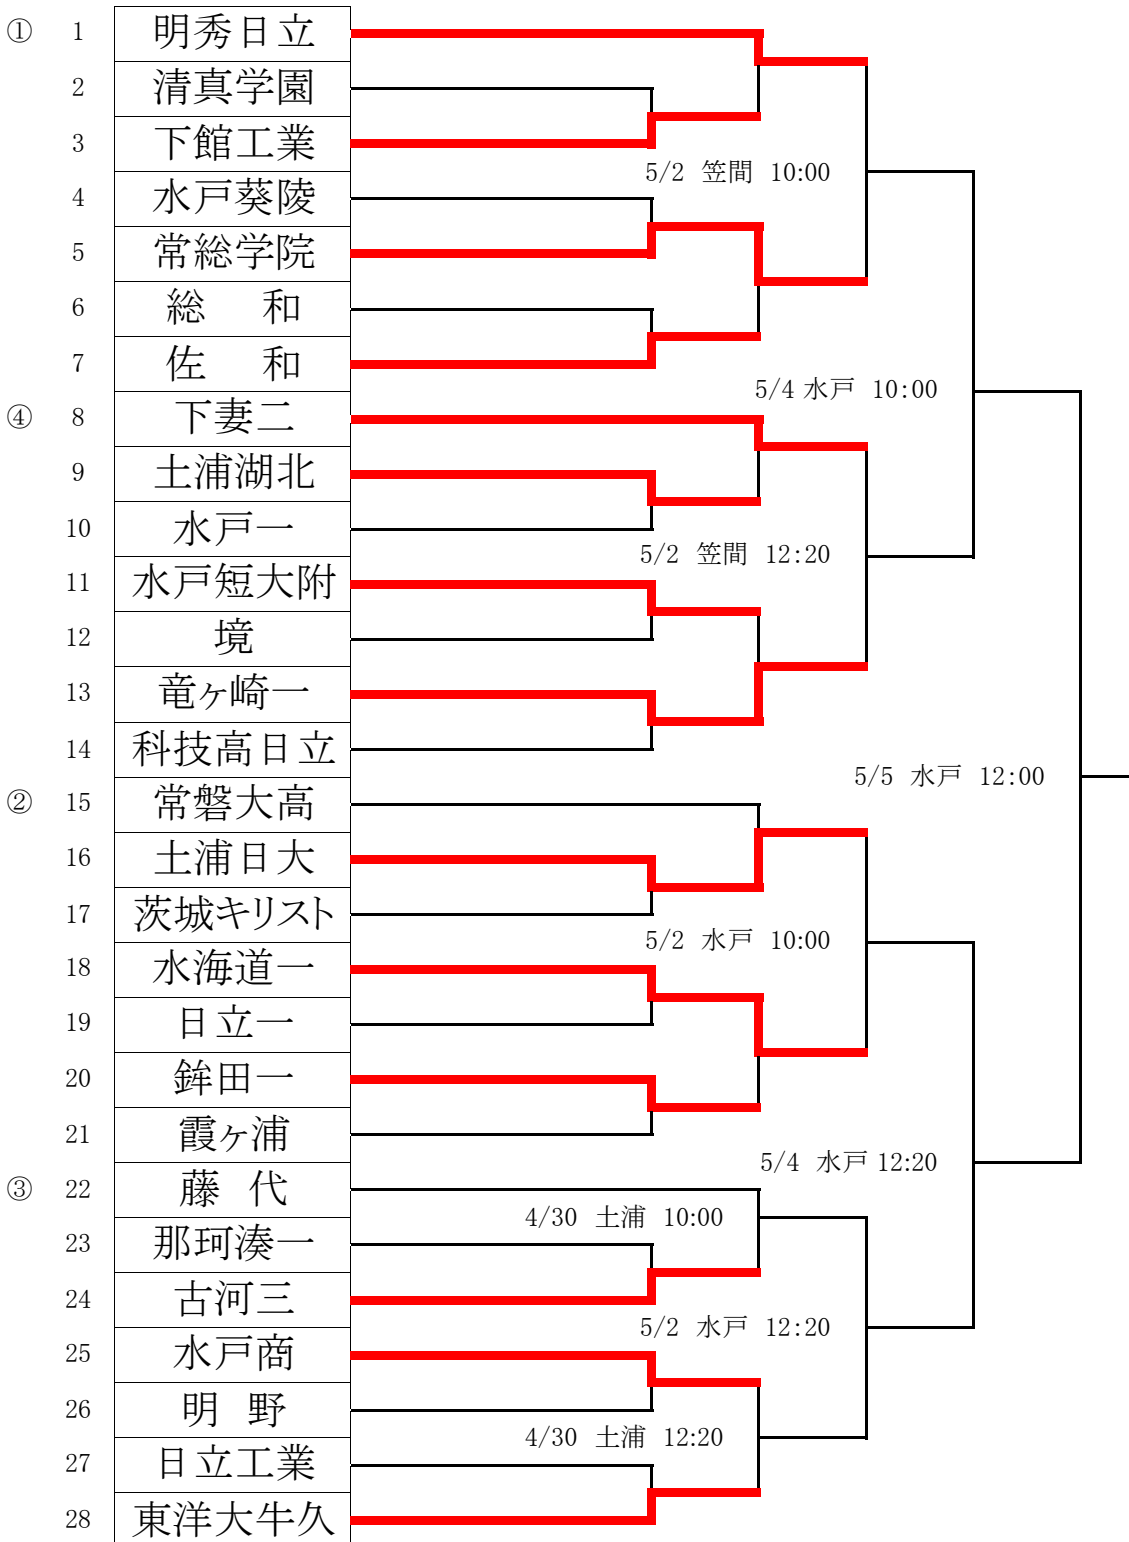 ① 1 明秀日立
2 清真学園
3 下館工業
5/2 笠間 10:00
4 水戸葵陵
5 常総学院
6 総 和
7 佐 和
5/4 水戸 10:00
④ 8 下妻二
9 土浦湖北
10 水戸一
5/2 笠間 12:20
11 水戸短大附
12 境
13 竜ヶ崎一
14 科技高日立
5/5 水戸 12:00
② 15 常磐大高
16 土浦日大
17 茨城キリスト
5/2 水戸 10:00
18 水海道一
19 日立一
20 鉾田一
21 霞ヶ浦
5/4 水戸 12:20
③ 22 藤 代
4/30 土浦 10:00
23 那珂湊一
24 古河三
5/2 水戸 12:20
25 水戸商
26 明 野
4/30 土浦 12:20
27 日立工業
28 東洋大牛久